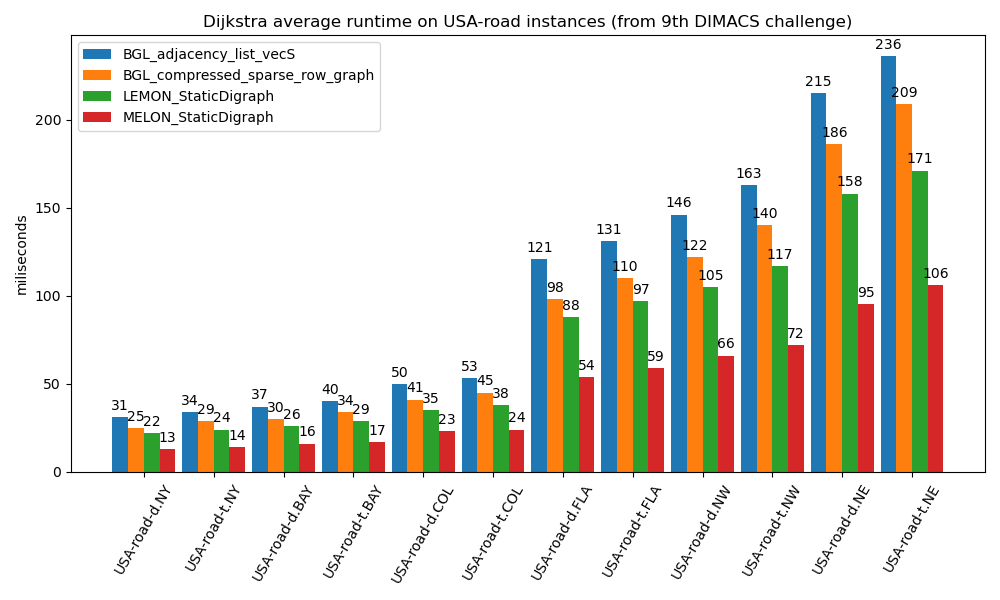 Dijkstra average runtime on USA-road instances (from 9th DIMACS challenge)
BGL_adjacency_list_vecS
BGL_compressed_sparse_row_graph
LEMON_StaticDigraph
MELON_StaticDigraph
miliseconds
200
150
100
50
0
31 25 22 13
34 29 24 14
37 30 26 16
40 34 29 17
50 41 35 23
53 45 38 24
121 98 88 54
131 110 97 59
146 122 105 66
163 140 117 72
215 186 158 95
236 209 171 106
USA-road-d.NY
USA-road-t.NY
USA-road-d.BAY
USA-road-t.BAY
USA-road-d.COL
USA-road-t.COL
USA-road-d.FLA
USA-road-t.FLA
USA-road-d.NW
USA-road-t.NW
USA-road-d.NE
USA-road-t.NE